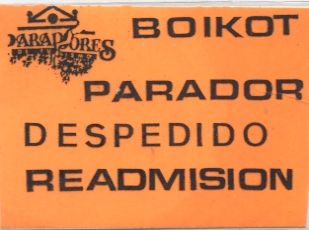 PARADORES
BOIKOT
PARADOR
DESPEDIDO
READMISION